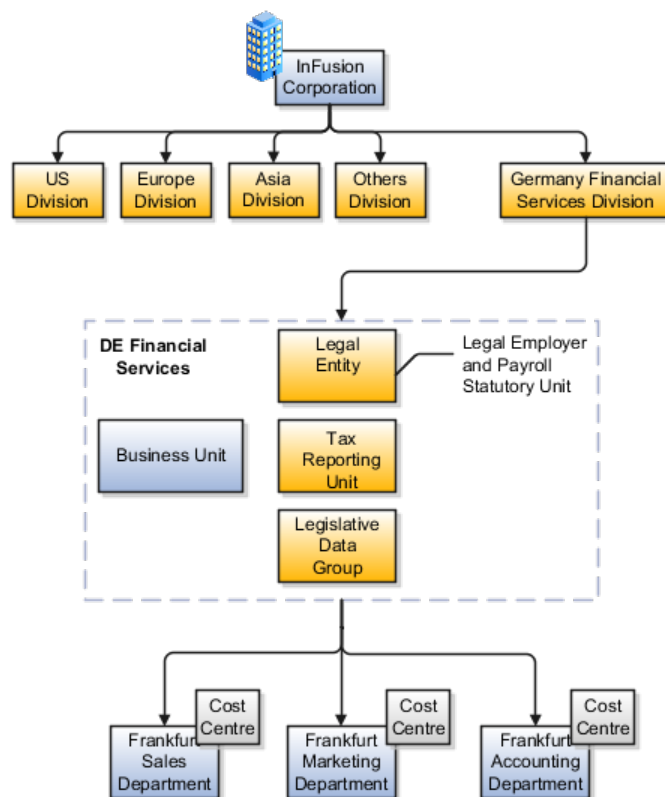 InFusion
Corporation
US
Division
Europe
Division
Asia
Division
Others
Division
Germany Financial
Services Division
DE Financial
Services
Legal
Entity
Legal Employer
and Payroll
Statutory Unit
Business Unit
Tax
Reporting
Unit
Legislative
Data
Group
Cost
Centre
Frankfurt
Sales
Department
Cost
Centre
Frankfurt
Marketing
Department
Cost
Centre
Frankfurt
Accounting
Department